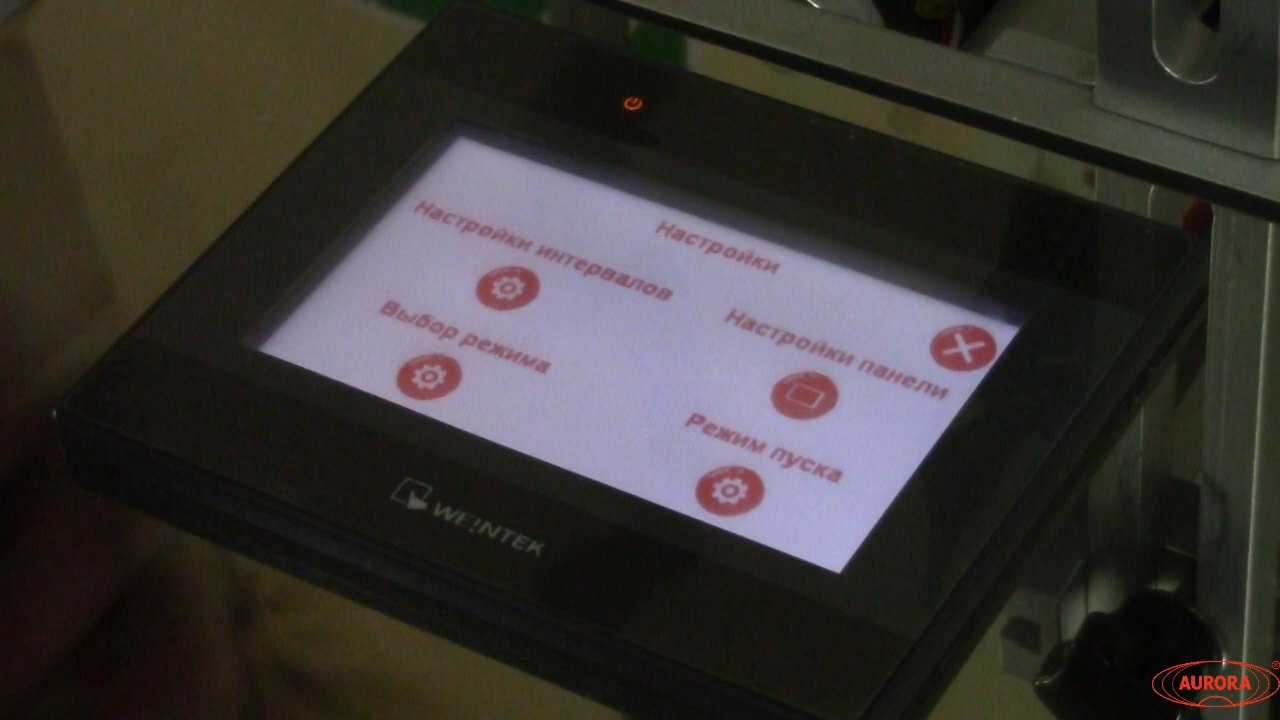 Настройки
Настройки интервалов
Настройки панели
Выбор режима
Режим пуска
WEINTEK
AURORA®